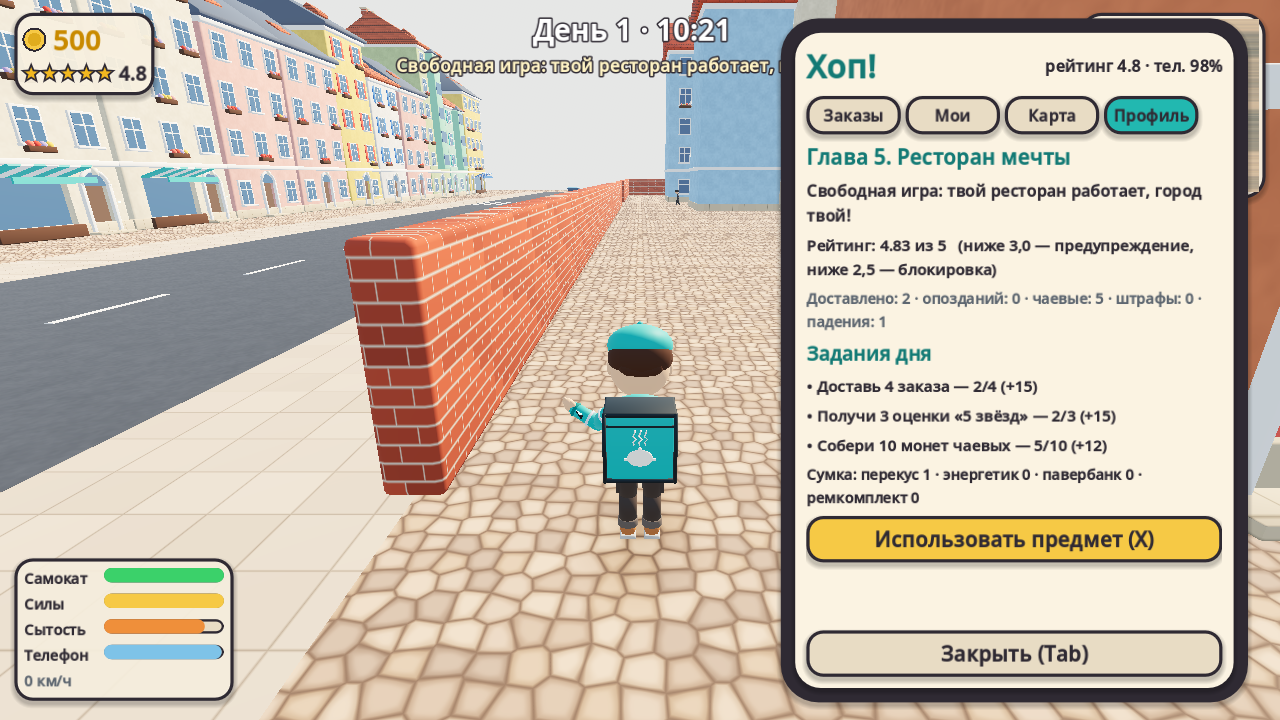 500
4.8
День 1 · 10:21
Свободная игра: твой ресторан работает,
Хоп!
рейтинг 4.8 · тел. 98%
Заказы
Мои
Карта
Профиль
Глава 5. Ресторан мечты
Свободная игра: твой ресторан работает, город
твой!
Рейтинг: 4.83 из 5 (ниже 3,0 — предупреждение,
ниже 2,5 — блокировка)
Доставлено: 2 · опозданий: 0 · чаевые: 5 · штрафы: 0 ·
падения: 1
Задания дня
• Доставь 4 заказа — 2/4 (+15)
• Получи 3 оценки «5 звёзд» — 2/3 (+15)
• Собери 10 монет чаевых — 5/10 (+12)
Сумка: перекус 1 · энергетик 0 · павербанк 0 ·
ремкомплект 0
Использовать предмет (X)
Закрыть (Tab)
Самокат
Силы
Сытость
Телефон
0 км/ч